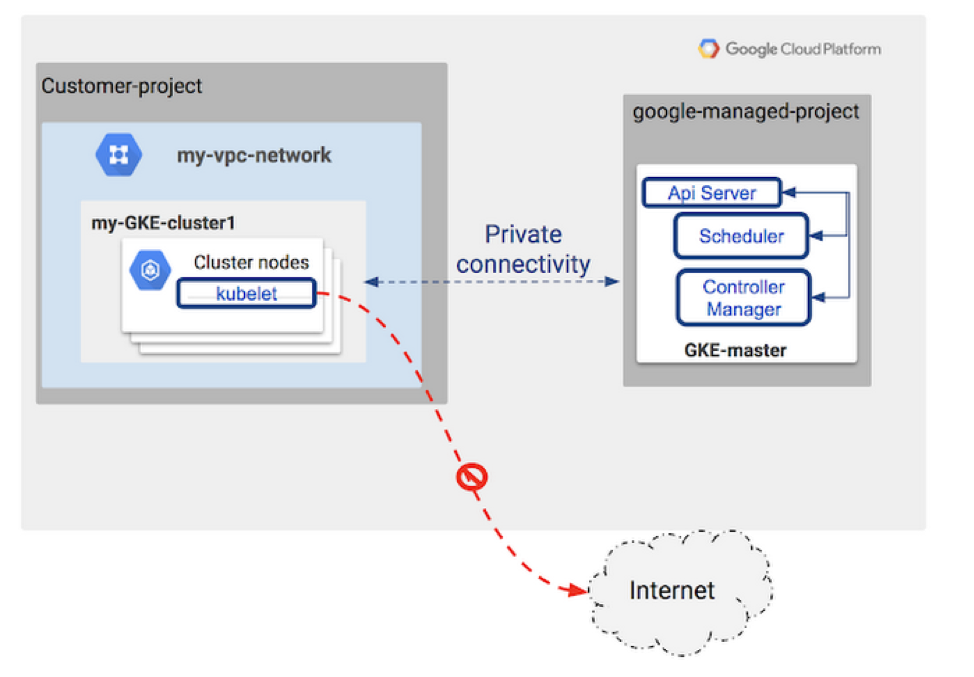 Google Cloud Platform
Customer-project
my-vpc-network
my-GKE-cluster1
Cluster nodes
kubelet
Private
connectivity
google-managed-project
Api Server
Scheduler
Controller
Manager
GKE-master
Internet